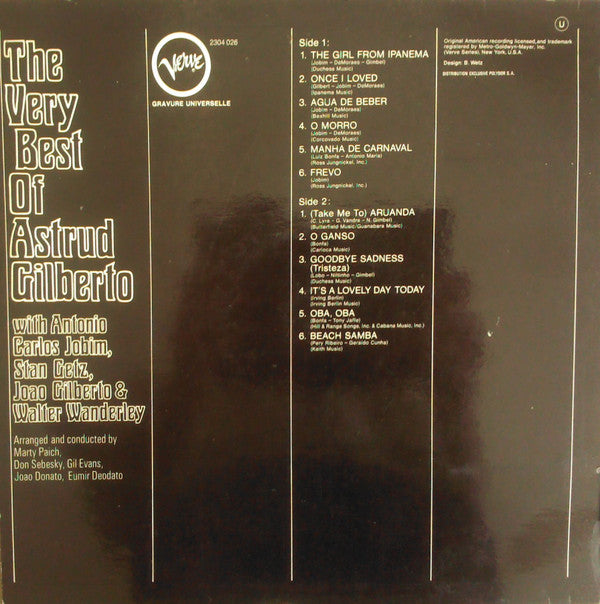 The
Very
Best
Of
Astrud
Gilberto
with Antonio
Carlos Jobim,
Stan Getz,
Joao Gilberto &
Walter Wanderley
Arranged and conducted by
Marty Paich,
Don Sebesky, Gil Evans,
Joao Donato, Eumir Deodato
Verve
2304 026
GRAVURE UNIVERSELLE
Side 1:
1. THE GIRL FROM IPANEMA
(Jobim – DeMoraes – Gimbel)
(Duchess Music)
2. ONCE I LOVED
(Gilbert – Jobim – DeMoraes)
(Ipanema Music)
3. AGUA DE BEBER
(Jobim – DeMoraes)
(Bexhill Music)
4. O MORRO
(Jobim – DeMoraes)
(Corcovado Music)
5. MANHA DE CARNAVAL
(Luiz Bonfa – Antonio Maria)
(Ross Jungnickel, Inc.)
6. FREVO
(Jobim)
(Ross Jungnickel, Inc.)
Side 2:
1. (Take Me To) ARUANDA
(C. Lyra – G. Vandre – N. Gimbel)
(Butterfield Music/Guanabara Music)
2. O GANSO
(Bonfa)
(Carioca Music)
3. GOODBYE SADNESS
(Tristeza)
(Lobo – Niltinho – Gimbel)
(Duchess Music)
4. IT'S A LOVELY DAY TODAY
(Irving Berlin)
(Irving Berlin Music)
5. OBA, OBA
(Bonfa – Tony Jaffe)
(Hill & Range Songs, Inc. & Cabana Music, Inc.)
6. BEACH SAMBA
(Pery Ribeiro – Geraldo Cunha)
(Keith Music)
U
Original American recording licensed, and trademark
registered by Metro-Goldwyn-Mayer, Inc.
(Verve Series), New York, U.S.A.
Design: B. Wetz
DISTRIBUTION EXCLUSIVE POLYDOR S.A.